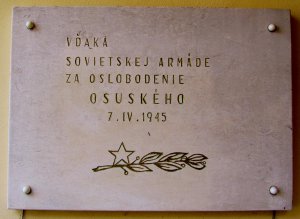 VĎAKA
SOVIETSKEJ ARMÁDE
ZA OSLOBODENIE
OSUSKÉHO
7. IV. 1945